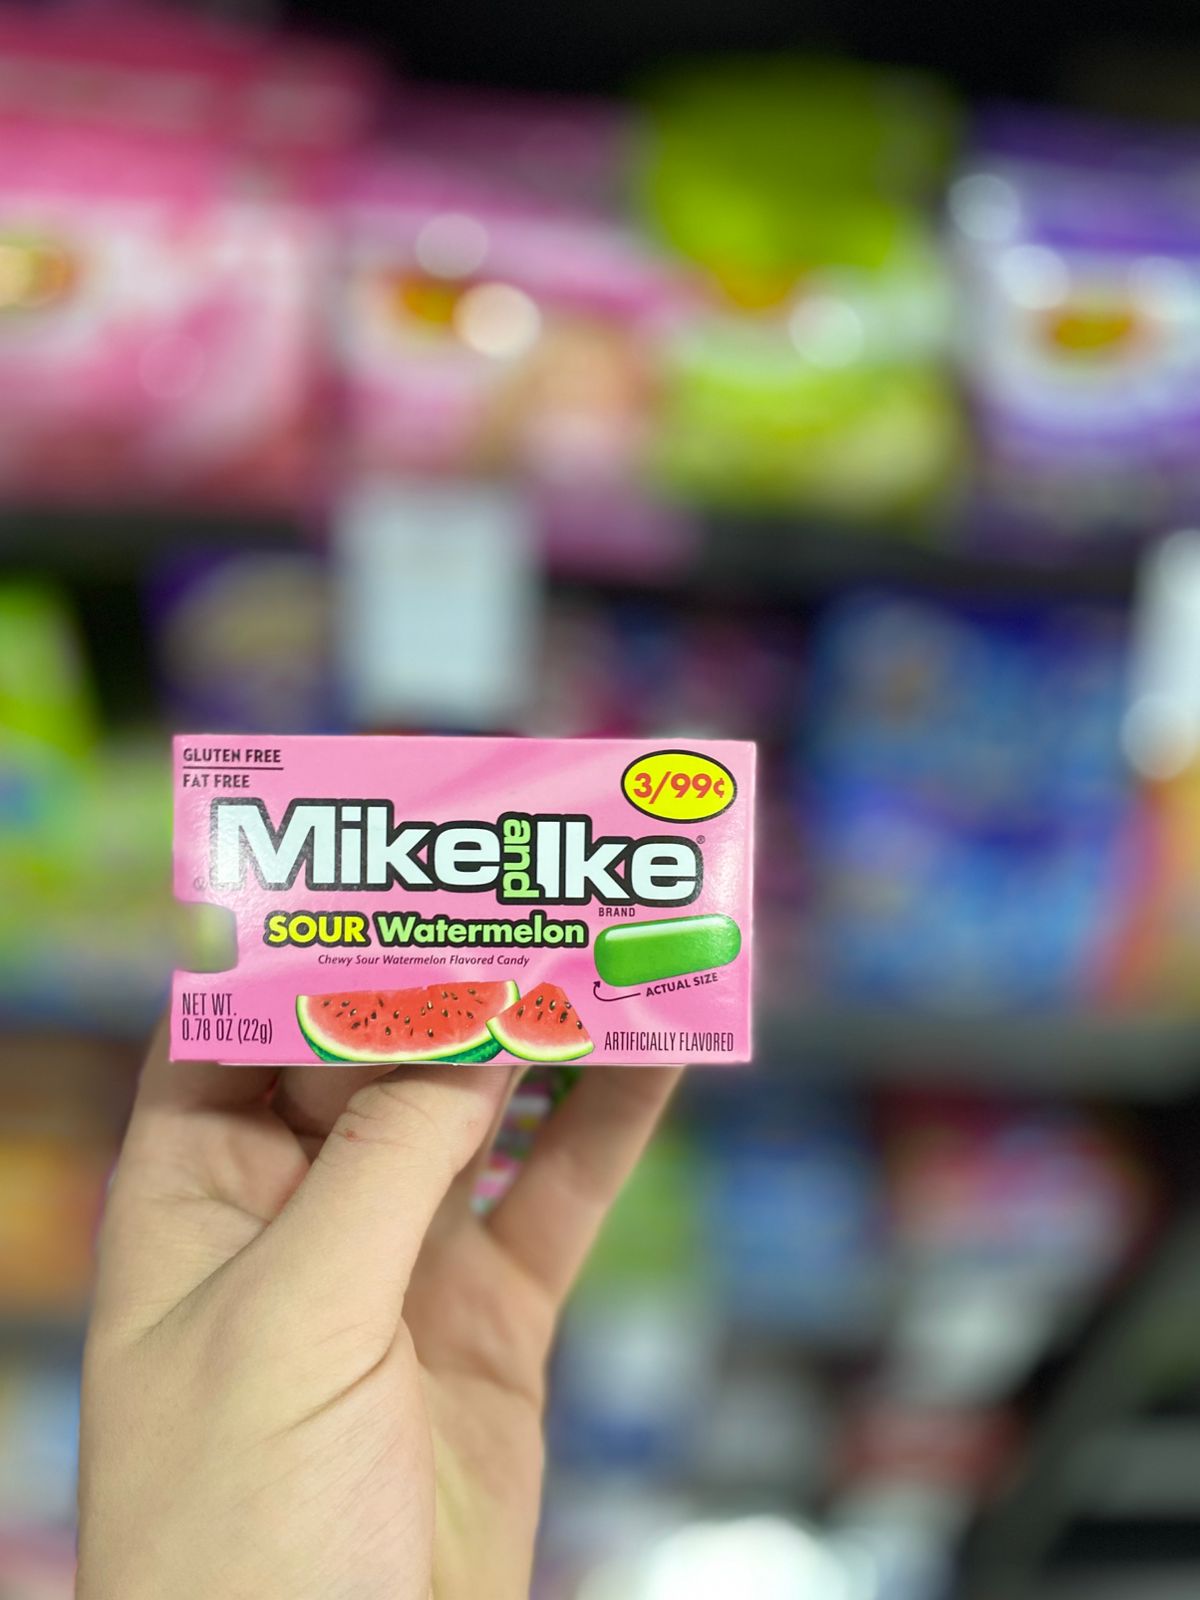 GLUTEN FREE
FAT FREE
3/99¢
Mike and Ike®
BRAND
SOUR Watermelon
Chewy Sour Watermelon Flavored Candy
ACTUAL SIZE
NET WT.
0.78 OZ (22g)
ARTIFICIALLY FLAVORED